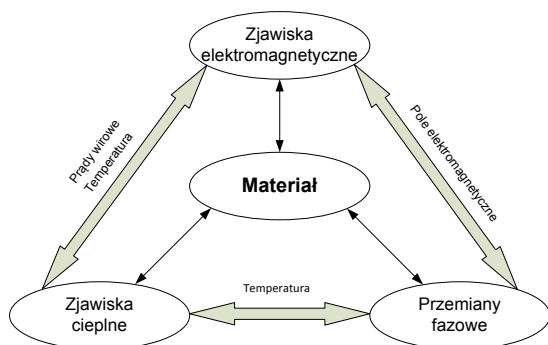 Zjawiska
elektromagnetyczne
Prądy wirowe
Temperatura
Pole elektromagnetyczne
Materiał
Zjawiska
cieplne
Temperatura
Przemiany
fazowe